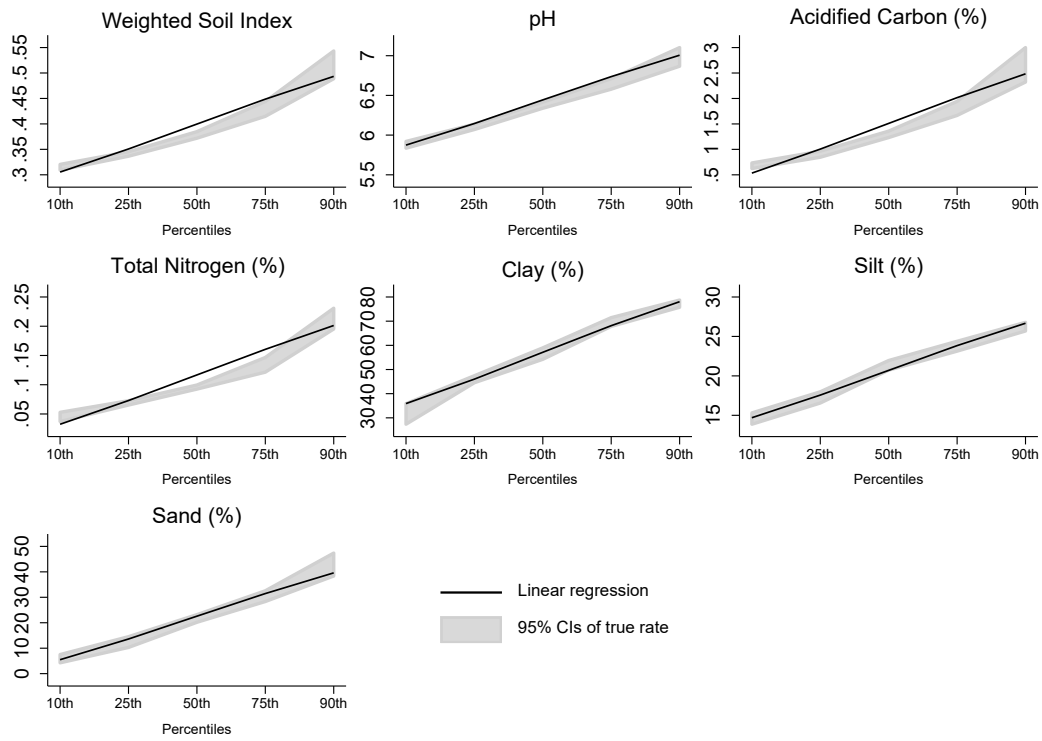 Weighted Soil Index
.3 .35 .4 .45 .5 .55
10th 25th 50th 75th 90th
Percentiles
pH
5.5 6 6.5 7
10th 25th 50th 75th 90th
Percentiles
Acidified Carbon (%)
.5 1 1.5 2 2.5 3
10th 25th 50th 75th 90th
Percentiles
Total Nitrogen (%)
.05 .1 .15 .2 .25
10th 25th 50th 75th 90th
Percentiles
Clay (%)
30 40 50 60 70 80
10th 25th 50th 75th 90th
Percentiles
Silt (%)
15 20 25 30
10th 25th 50th 75th 90th
Percentiles
Sand (%)
0 10 20 30 40 50
10th 25th 50th 75th 90th
Percentiles
Linear regression
95% CIs of true rate